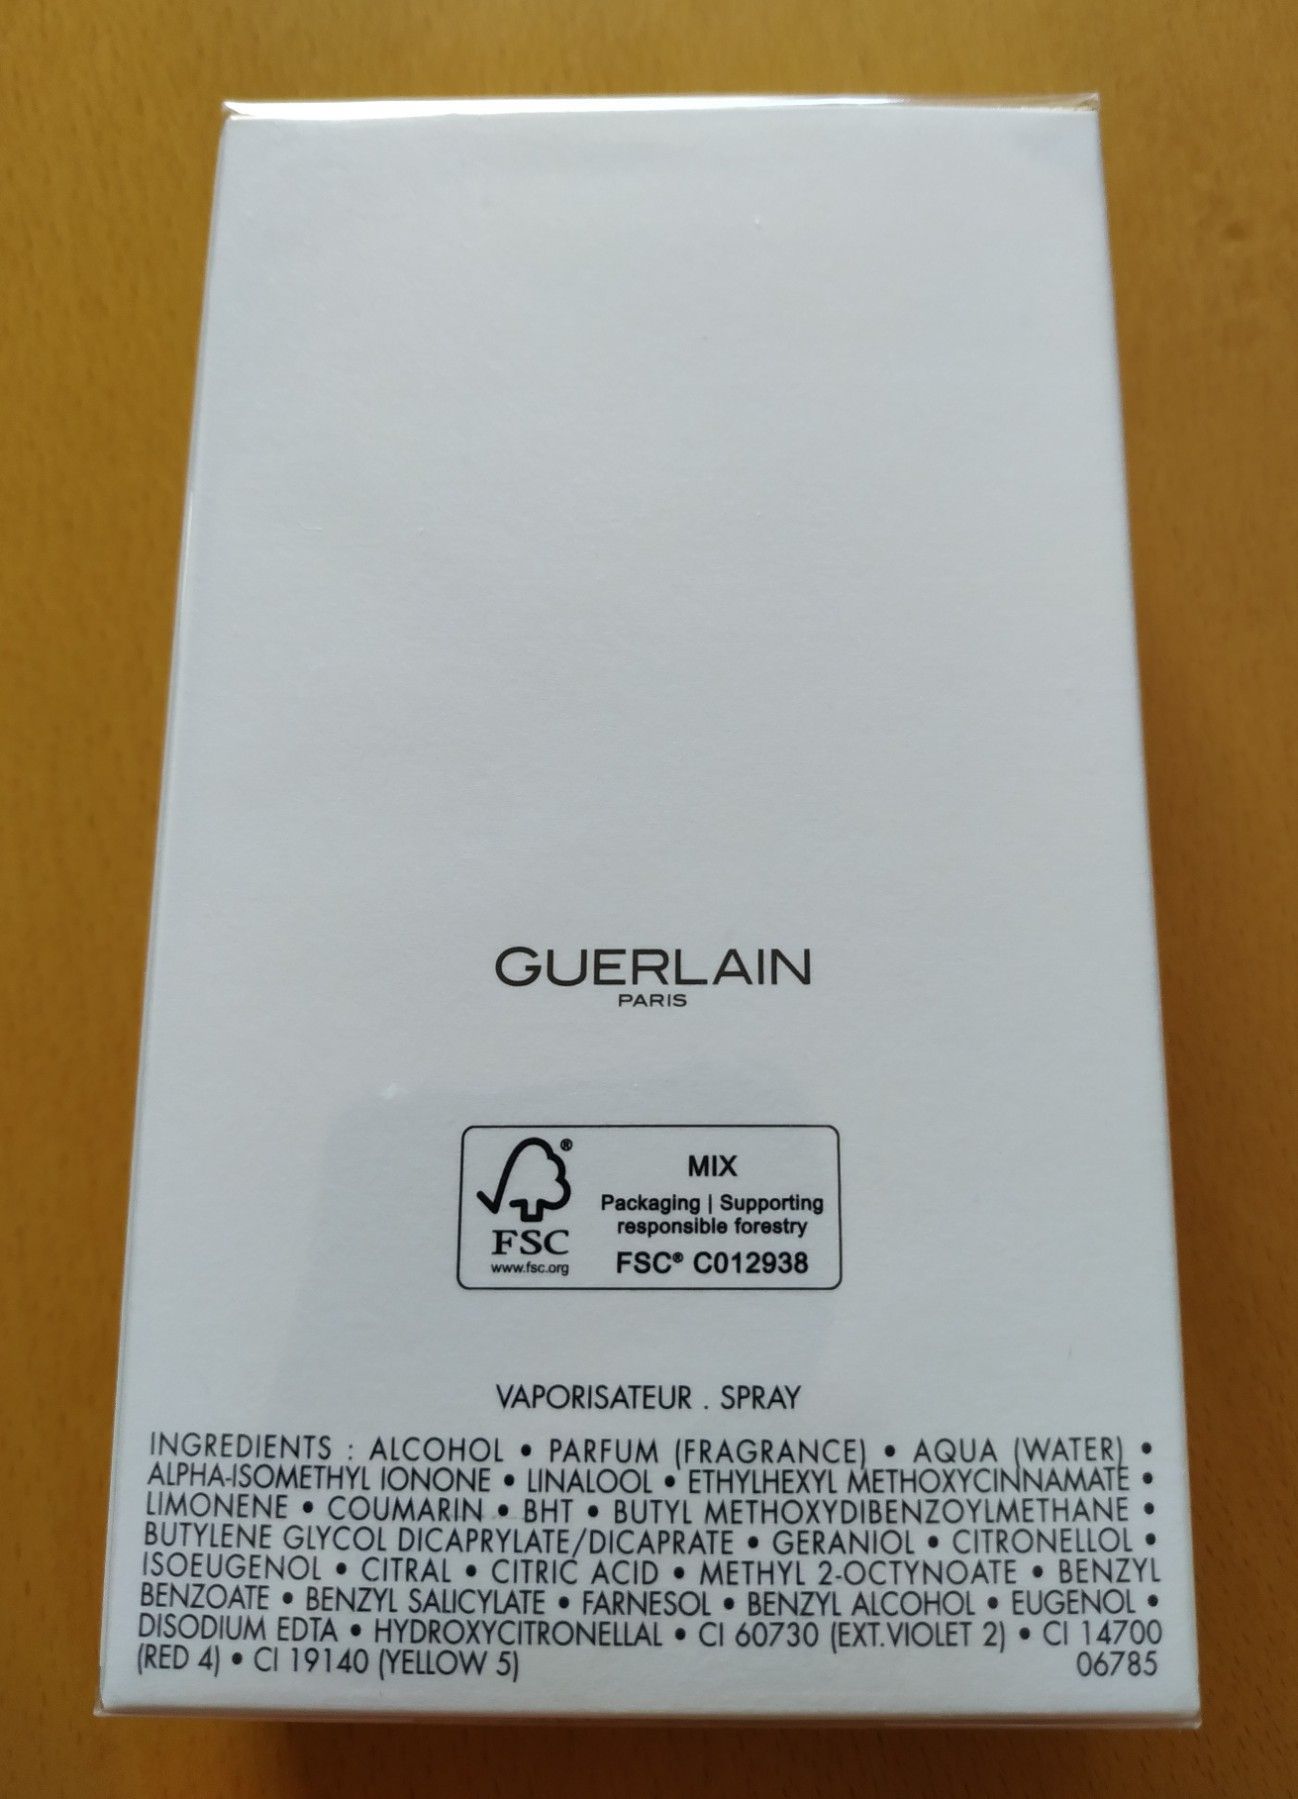 GUERLAIN
PARIS
FSC
www.fsc.org
MIX
Packaging | Supporting
responsible forestry
FSC® C012938
VAPORISATEUR . SPRAY
INGREDIENTS : ALCOHOL • PARFUM (FRAGRANCE) • AQUA (WATER) •
ALPHA-ISOMETHYL IONONE • LINALOOL • ETHYLHEXYL METHOXYCINNAMATE •
LIMONENE • COUMARIN • BHT • BUTYL METHOXYDIBENZOYLMETHANE •
BUTYLENE GLYCOL DICAPRYLATE/DICAPRATE • GERANIOL • CITRONELLOL •
ISOEUGENOL • CITRAL • CITRIC ACID • METHYL 2-OCTYNOATE • BENZYL
BENZOATE • BENZYL SALICYLATE • FARNESOL • BENZYL ALCOHOL • EUGENOL •
DISODIUM EDTA • HYDROXYCITRONELLAL • CI 60730 (EXT.VIOLET 2) • CI 14700
(RED 4) • CI 19140 (YELLOW 5) 06785